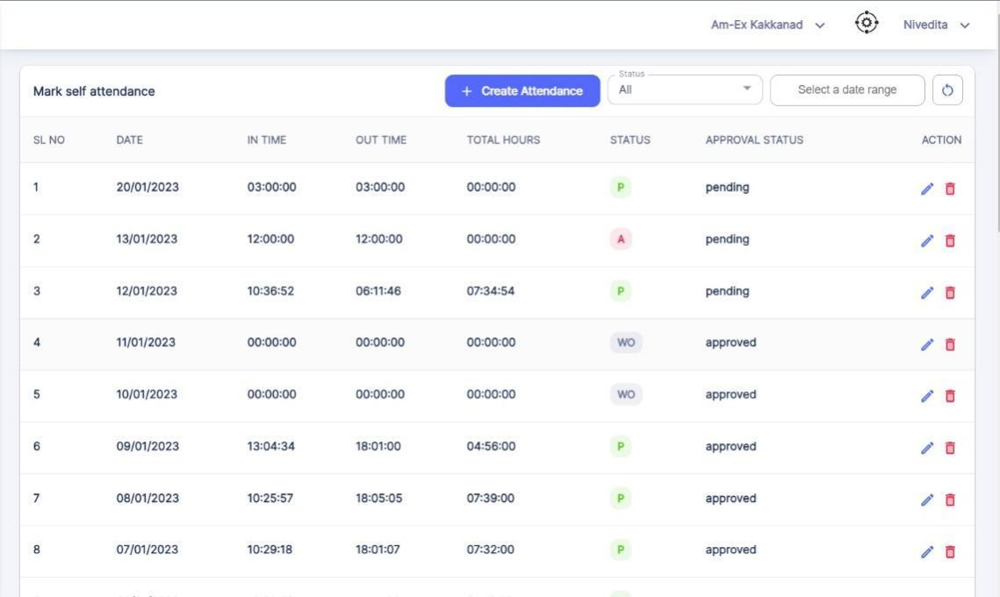 Am-Ex Kakkanad Nivedita
Mark self attendance + Create Attendance Status All Select a date range
SL NO DATE IN TIME OUT TIME TOTAL HOURS STATUS APPROVAL STATUS ACTION
1 20/01/2023 03:00:00 03:00:00 00:00:00 P pending
2 13/01/2023 12:00:00 12:00:00 00:00:00 A pending
3 12/01/2023 10:36:52 06:11:46 07:34:54 P pending
4 11/01/2023 00:00:00 00:00:00 00:00:00 WO approved
5 10/01/2023 00:00:00 00:00:00 00:00:00 WO approved
6 09/01/2023 13:04:34 18:01:00 04:56:00 P approved
7 08/01/2023 10:25:57 18:05:05 07:39:00 P approved
8 07/01/2023 10:29:18 18:01:07 07:32:00 P approved